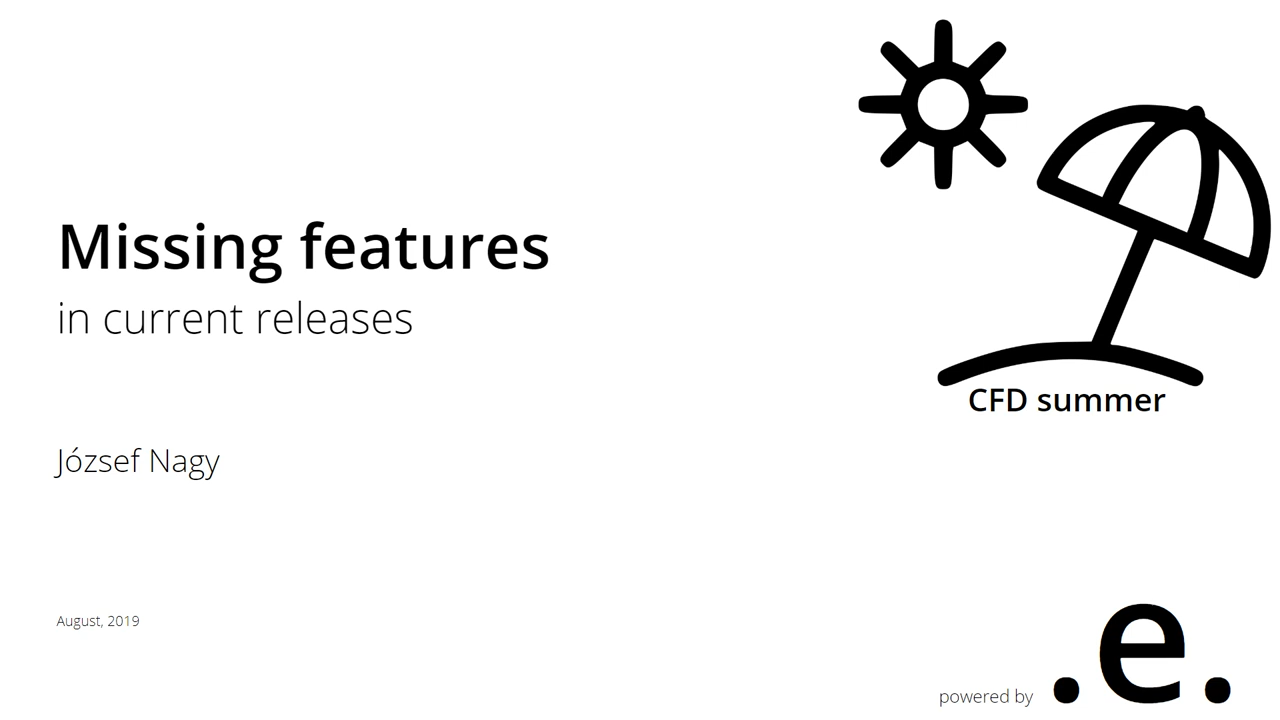 Missing features
in current releases
CFD summer
József Nagy
August, 2019
powered by .e.